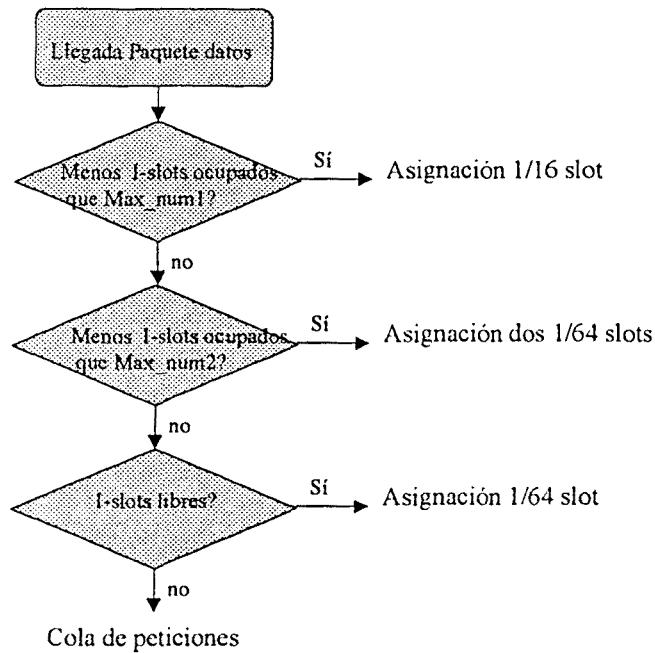 Llegada Paquete datos
Menos I-slots ocupados
que Max_num1?
Sí
Asignación 1/16 slot
no
Menos I-slots ocupados
que Max_num2?
Sí
Asignación dos 1/64 slots
no
I-slots libres?
Sí
Asignación 1/64 slot
no
Cola de peticiones